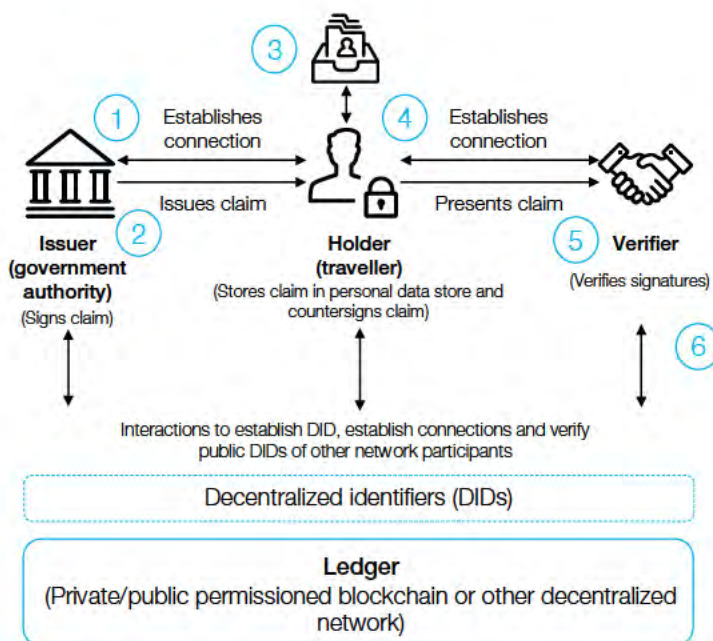 3
1
Establishes
connection
4
Establishes
connection
Issues claim
Presents claim
2
Issuer
(government
authority)
(Signs claim)
Holder
(traveller)
(Stores claim in personal data store and
countersigns claim)
5
Verifier
(Verifies signatures)
6
Interactions to establish DID, establish connections and verify
public DIDs of other network participants
Decentralized identifiers (DIDs)
Ledger
(Private/public permissioned blockchain or other decentralized
network)